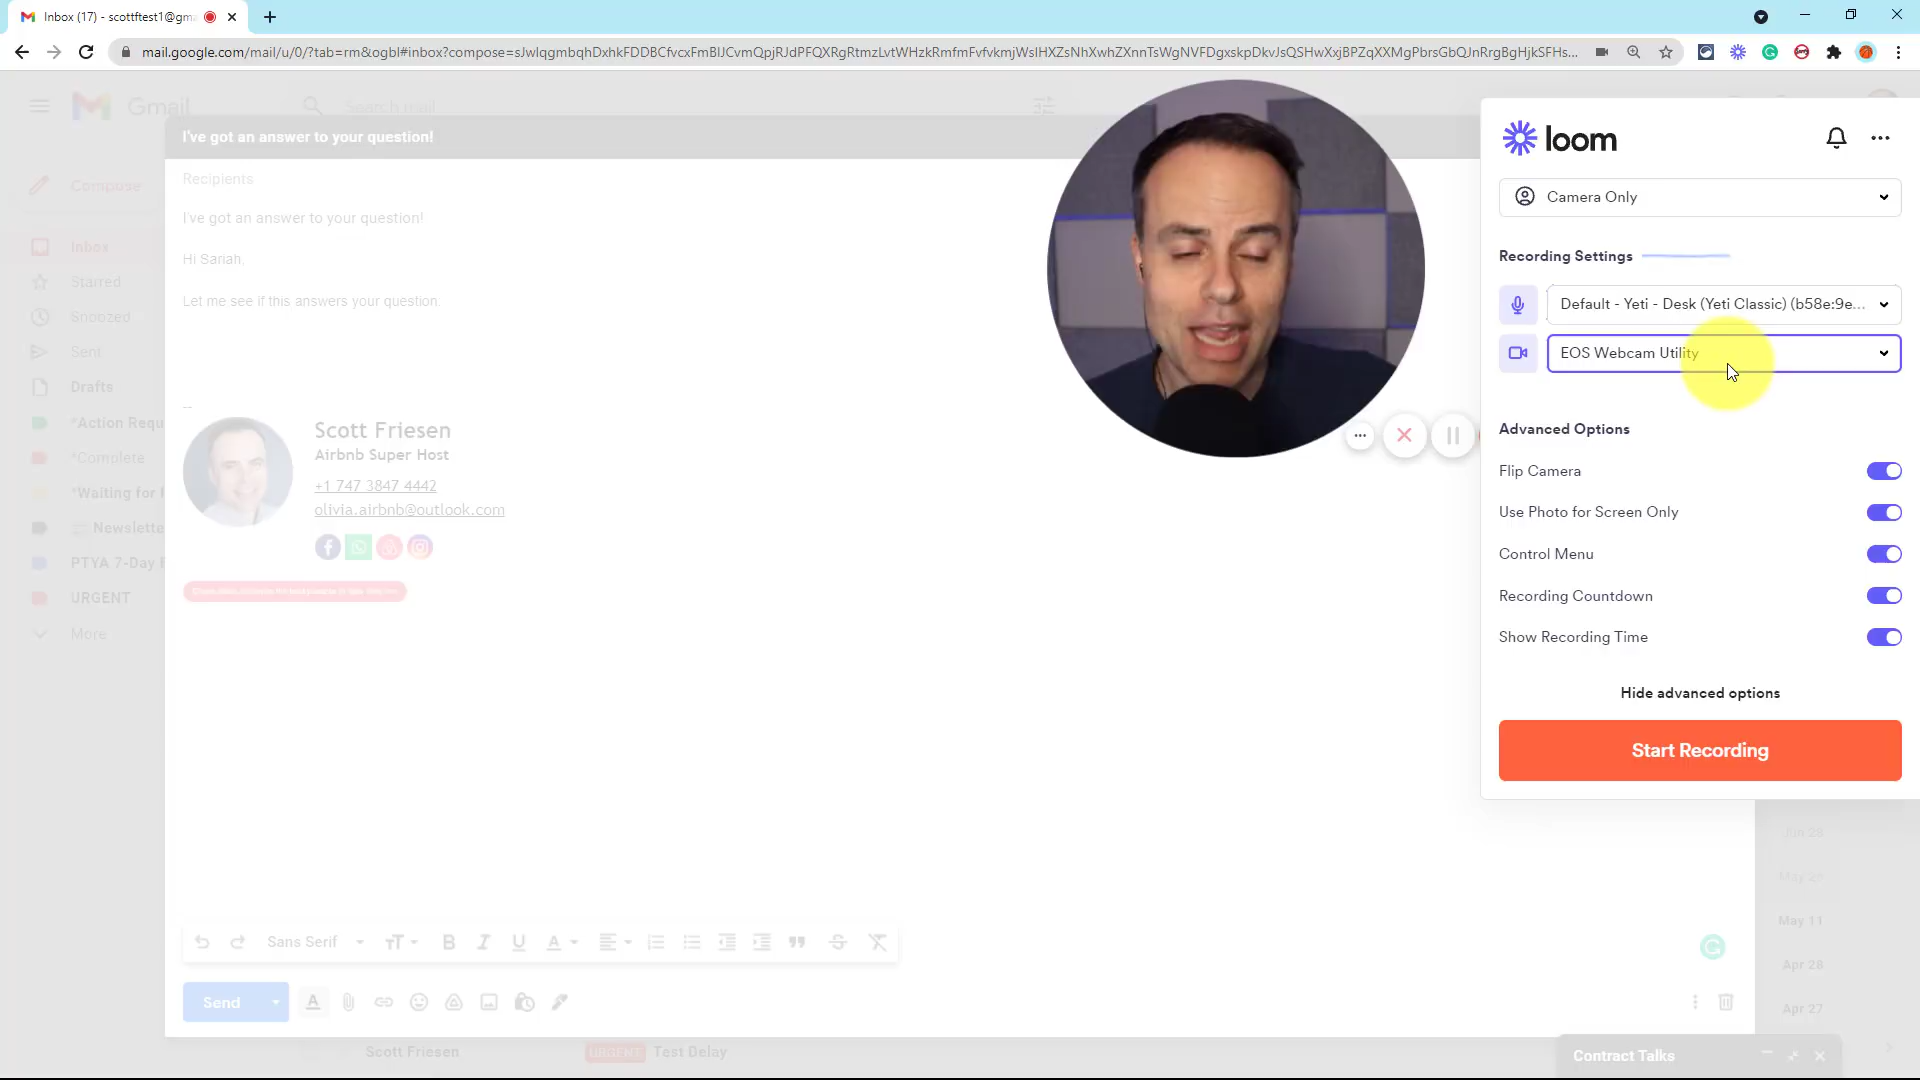 Inbox (17) - scottftest1@gm
mail.google.com/mail/u/0/?tab=rm&ogbl#inbox?compose=sJwlqgmbqhDxhkFDDBCfvcxFmBlJCvmQpjRJdPFQXRgRtmzLvtWHzkRmfmFvfvkmjWslHXZsNhXwhZXnnTsWgNVFDgxskpDkvJsQSHwXxjBPZqXXMgPbrsGbQJnRrgBgHjkSFHs...
Gmail
Search mail
I've got an answer to your question!
Recipients
I've got an answer to your question!
Hi Sariah,
Let me see if this answers your question.
--
Scott Friesen
Airbnb Super Host
+1 747 3847 4442
olivia.airbnb@outlook.com
Compose
Inbox
Starred
Snoozed
Sent
Drafts
*Action Requ
*Complete
*Waiting for
Newslette
PTYA 7-Day
URGENT
More
loom
Camera Only
Recording Settings
Default - Yeti - Desk (Yeti Classic) (b58e:9e...
EOS Webcam Utility
Advanced Options
Flip Camera
Use Photo for Screen Only
Control Menu
Recording Countdown
Show Recording Time
Hide advanced options
Start Recording
Jun 28
May 11
Apr 28
Apr 27
Sans Serif
Send
Scott Friesen
URGENT
Test Delay
Contract Talks